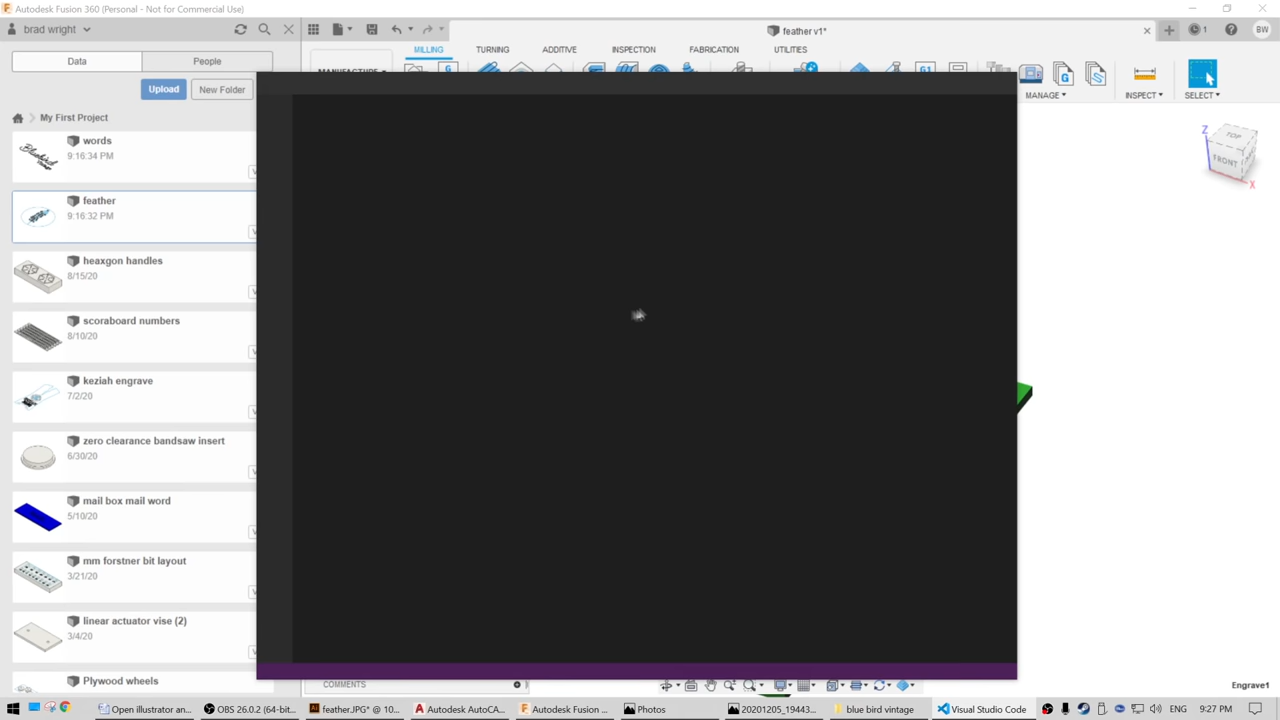 Autodesk Fusion 360 (Personal - Not for Commercial Use)
brad wright
feather v1*
1
BW
Data
People
MILLING
TURNING
ADDITIVE
INSPECTION
FABRICATION
UTILITIES
Upload
New Folder
MANAGE
INSPECT
SELECT
My First Project
words
9:16:34 PM
feather
9:16:32 PM
heaxgon handles
8/15/20
scoraboard numbers
8/10/20
keziah engrave
7/2/20
zero clearance bandsaw insert
6/30/20
mail box mail word
5/10/20
mm forstner bit layout
3/21/20
linear actuator vise (2)
3/4/20
Plywood wheels
Z
TOP
FRONT
X
COMMENTS
Engrave1
Open illustrator an...
OBS 26.0.2 (64-bit...
feather.JPG* @ 10...
Autodesk AutoCA...
Autodesk Fusion ...
Photos
20201205_19443...
blue bird vintage
Visual Studio Code
ENG
9:27 PM